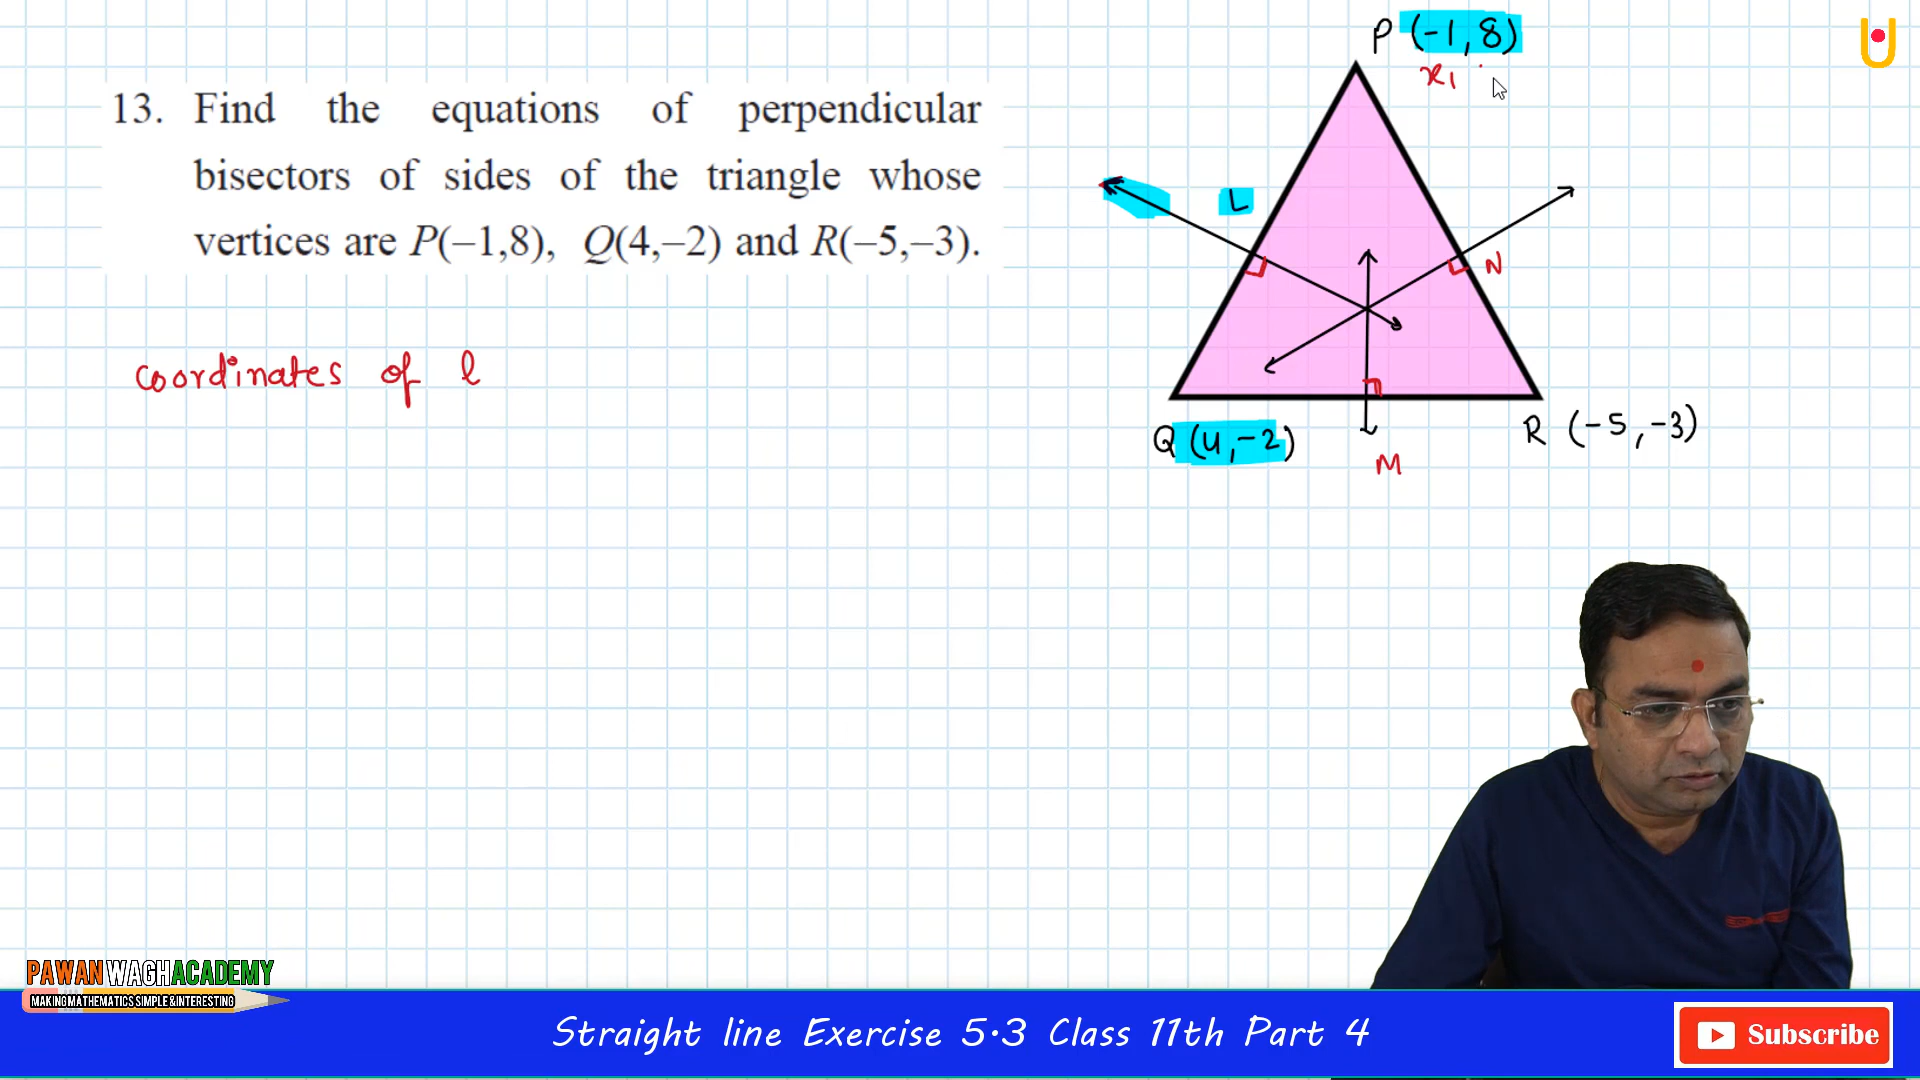 P (-1, 8)
x₁
13. Find the equations of perpendicular
bisectors of sides of the triangle whose
vertices are P(–1,8), Q(4,–2) and R(–5,–3).
L
N
coordinates of l
Q (4, -2)
R (-5, -3)
M
PAWAN WAGH ACADEMY
MAKING MATHEMATICS SIMPLE & INTERESTING
Straight line Exercise 5.3 Class 11th Part 4
Subscribe